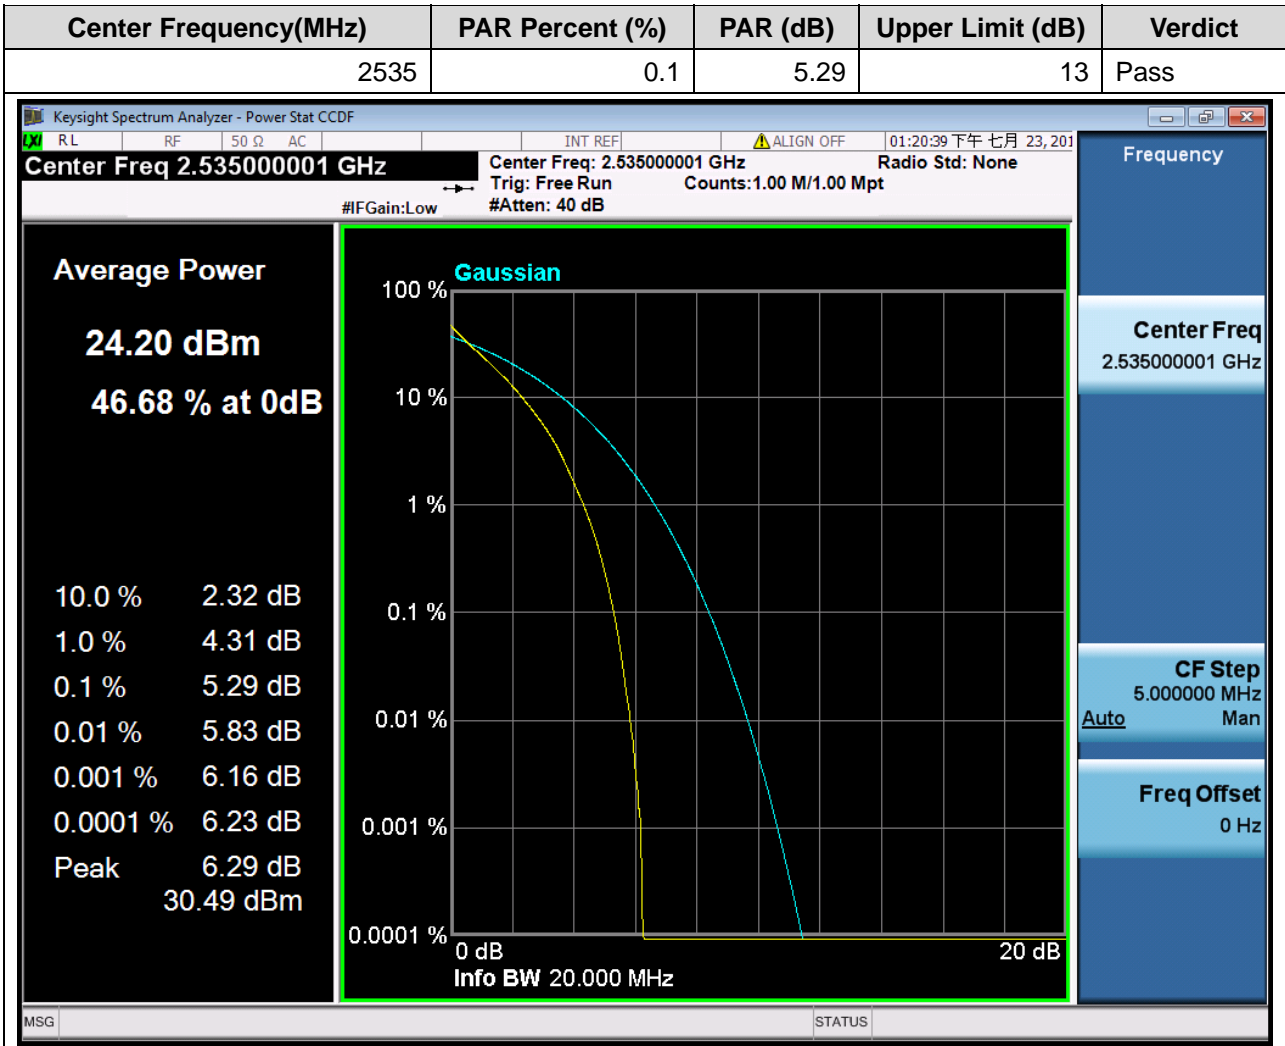 Center Frequency(MHz) PAR Percent (%) PAR (dB) Upper Limit (dB) Verdict
2535 0.1 5.29 13 Pass
Keysight Spectrum Analyzer - Power Stat CCDF
LXI RL RF 50 Ω AC INT REF ALIGN OFF 01:20:39 下午 七月 23, 201
Center Freq 2.535000001 GHz
Center Freq: 2.535000001 GHz Radio Std: None
Trig: Free Run Counts:1.00 M/1.00 Mpt
#IFGain:Low #Atten: 40 dB
Frequency
Average Power
24.20 dBm
46.68 % at 0dB
10.0 % 2.32 dB
1.0 % 4.31 dB
0.1 % 5.29 dB
0.01 % 5.83 dB
0.001 % 6.16 dB
0.0001 % 6.23 dB
Peak 6.29 dB
30.49 dBm
Gaussian
100 %
10 %
1 %
0.1 %
0.01 %
0.001 %
0.0001 %
0 dB 20 dB
Info BW 20.000 MHz
Center Freq
2.535000001 GHz
CF Step
5.000000 MHz
Auto Man
Freq Offset
0 Hz
MSG STATUS